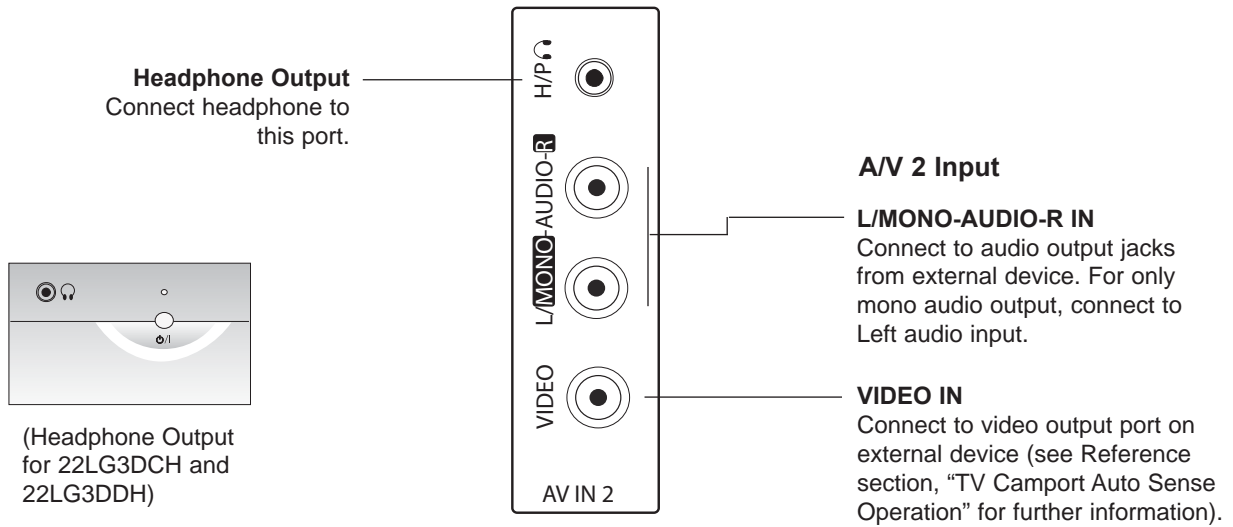 Headphone Output
Connect headphone to
this port.
H/P
L/MONO-AUDIO-R
VIDEO
AV IN 2
A/V 2 Input
L/MONO-AUDIO-R IN
Connect to audio output jacks
from external device. For only
mono audio output, connect to
Left audio input.
VIDEO IN
Connect to video output port on
external device (see Reference
section, “TV Camport Auto Sense
Operation” for further information).
⏻/I
(Headphone Output
for 22LG3DCH and
22LG3DDH)